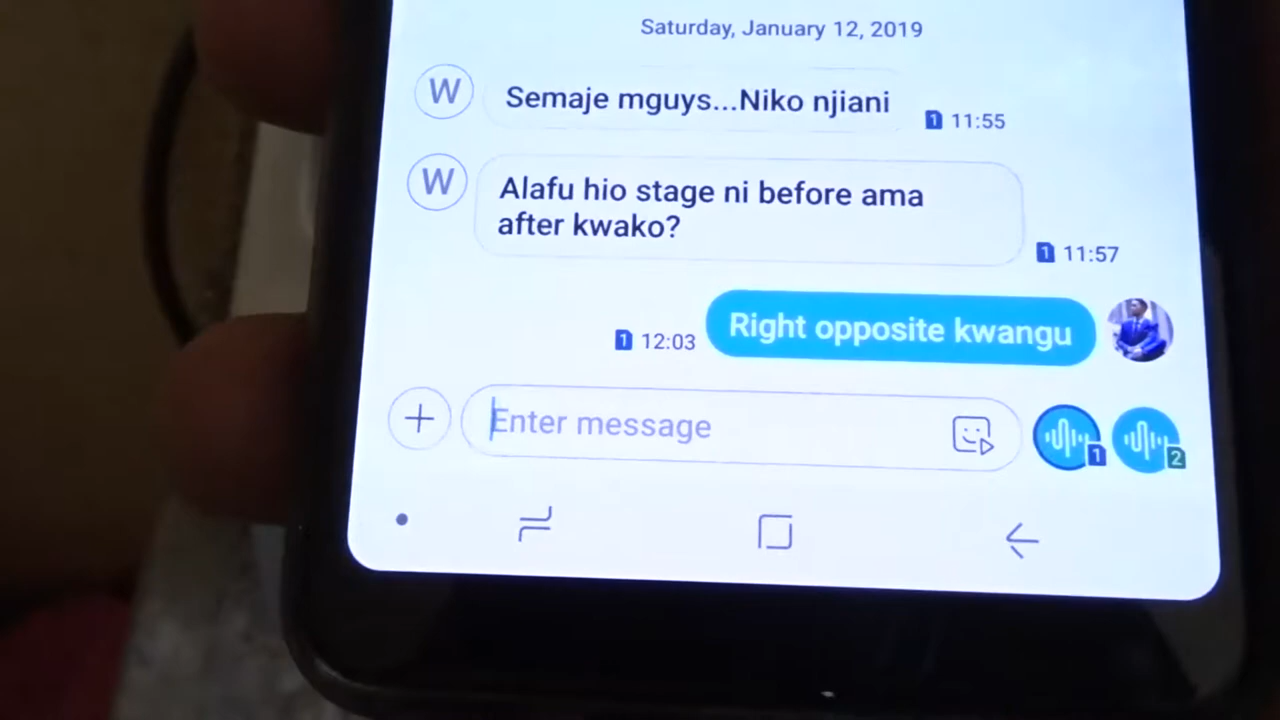 Saturday, January 12, 2019
W
Semaje mguys...Niko njiani
1 11:55
W
Alafu hio stage ni before ama
after kwako?
1 11:57
1 12:03
Right opposite kwangu
Enter message
1
2